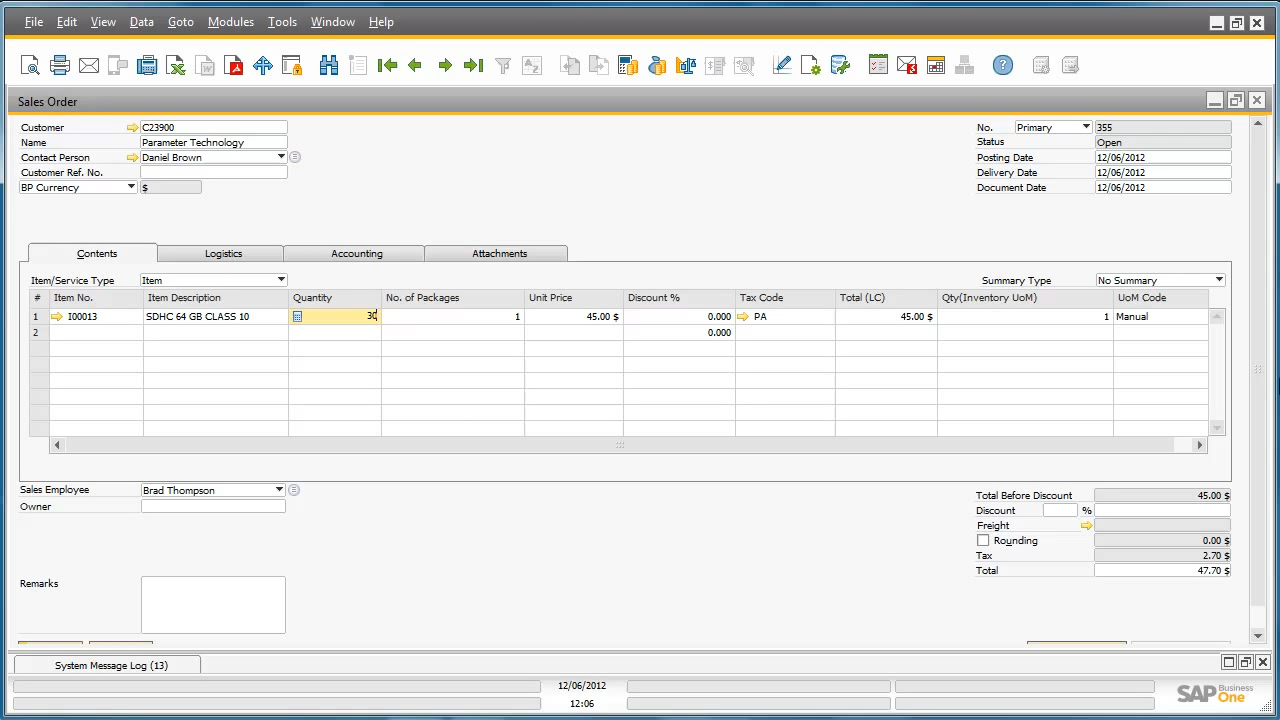 File Edit View Data Goto Modules Tools Window Help
Sales Order
Customer C23900 No. Primary 355
Name Parameter Technology Status Open
Contact Person Daniel Brown Posting Date 12/06/2012
Customer Ref. No. Delivery Date 12/06/2012
BP Currency $ Document Date 12/06/2012
Contents Logistics Accounting Attachments
Item/Service Type Item Summary Type No Summary
# Item No. Item Description Quantity No. of Packages Unit Price Discount % Tax Code Total (LC) Qty(Inventory UoM) UoM Code
1 I00013 SDHC 64 GB CLASS 10 30 1 45.00 $ 0.000 PA 45.00 $ 1 Manual
2 0.000
Sales Employee Brad Thompson Total Before Discount 45.00 $
Owner Discount %
Freight
Rounding 0.00 $
Tax 2.70 $
Remarks Total 47.70 $
System Message Log (13)
12/06/2012
12:06
SAP Business One